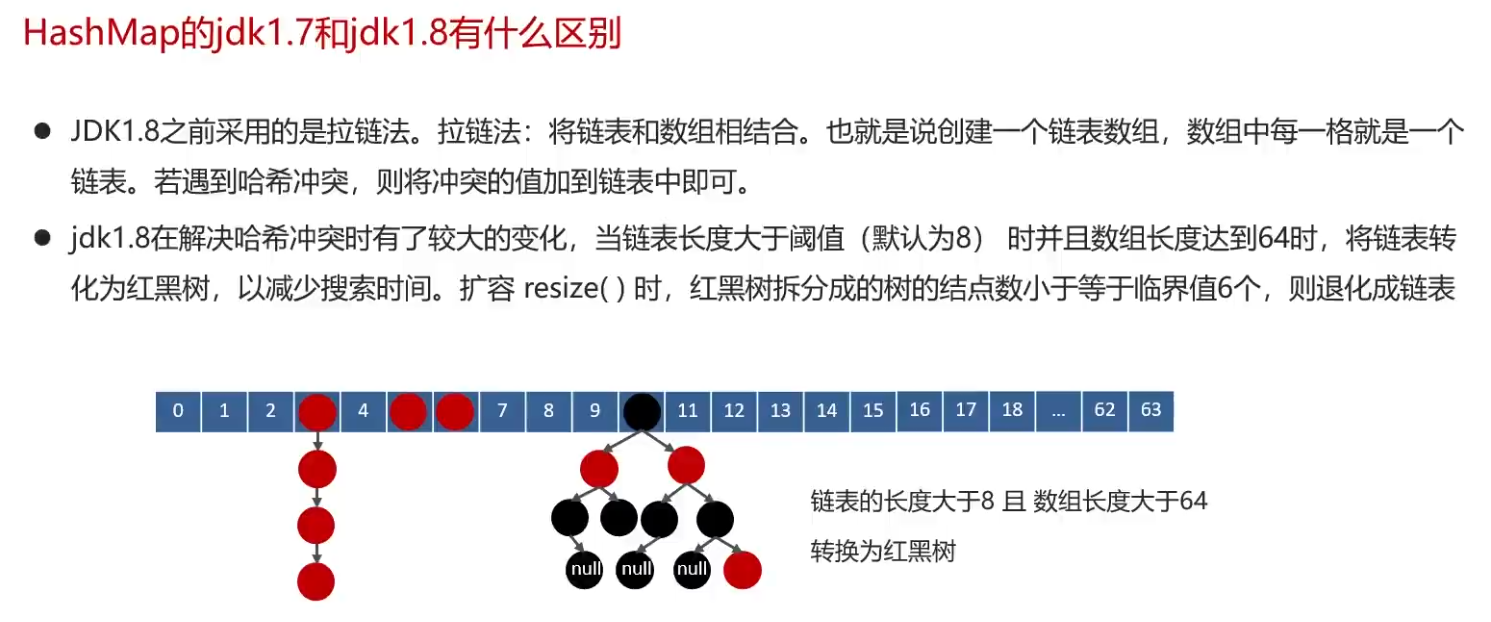 HashMap的jdk1.7和jdk1.8有什么区别
JDK1.8之前采用的是拉链法。拉链法：将链表和数组相结合。也就是说创建一个链表数组，数组中每一格就是一个
链表。若遇到哈希冲突，则将冲突的值加到链表中即可。
jdk1.8在解决哈希冲突时有了较大的变化，当链表长度大于阈值（默认为8） 时并且数组长度达到64时，将链表转
化为红黑树，以减少搜索时间。扩容 resize( ) 时，红黑树拆分成的树的结点数小于等于临界值6个，则退化成链表
0 1 2 4 7 8 9 11 12 13 14 15 16 17 18 ... 62 63
链表的长度大于8 且 数组长度大于64
转换为红黑树
null null null